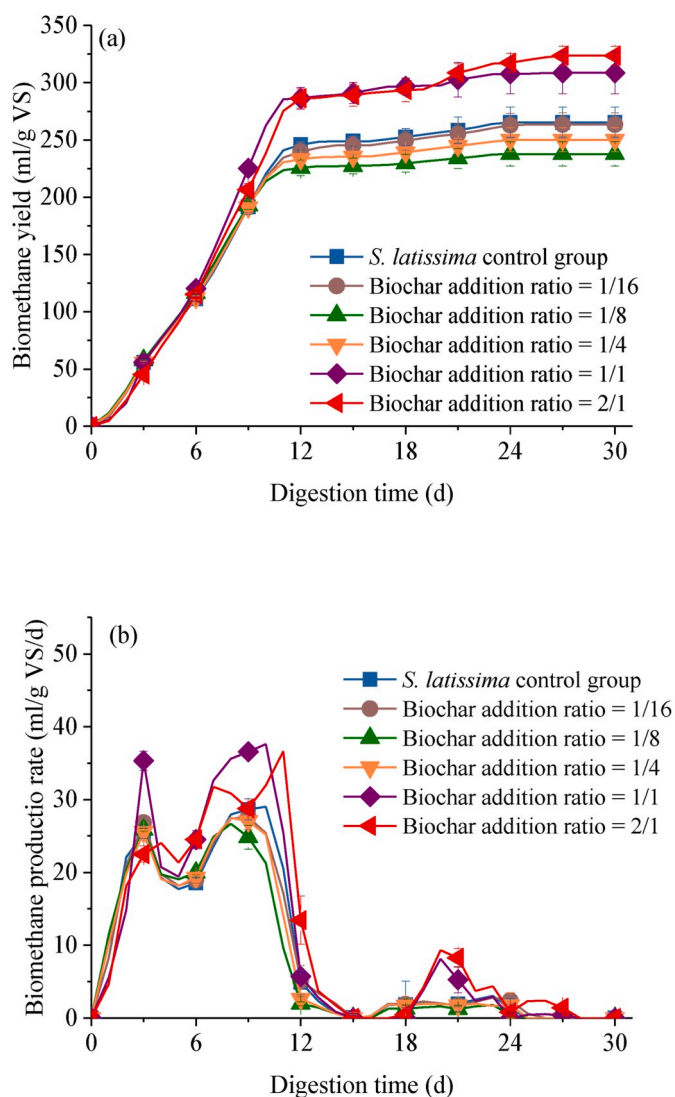 (a)
Biomethane yield (ml/g VS)
350
300
250
200
150
100
50
0
S. latissima control group
Biochar addition ratio = 1/16
Biochar addition ratio = 1/8
Biochar addition ratio = 1/4
Biochar addition ratio = 1/1
Biochar addition ratio = 2/1
0 6 12 18 24 30
Digestion time (d)
(b)
Biomethane productio rate (ml/g VS/d)
50
40
30
20
10
0
S. latissima control group
Biochar addition ratio = 1/16
Biochar addition ratio = 1/8
Biochar addition ratio = 1/4
Biochar addition ratio = 1/1
Biochar addition ratio = 2/1
0 6 12 18 24 30
Digestion time (d)